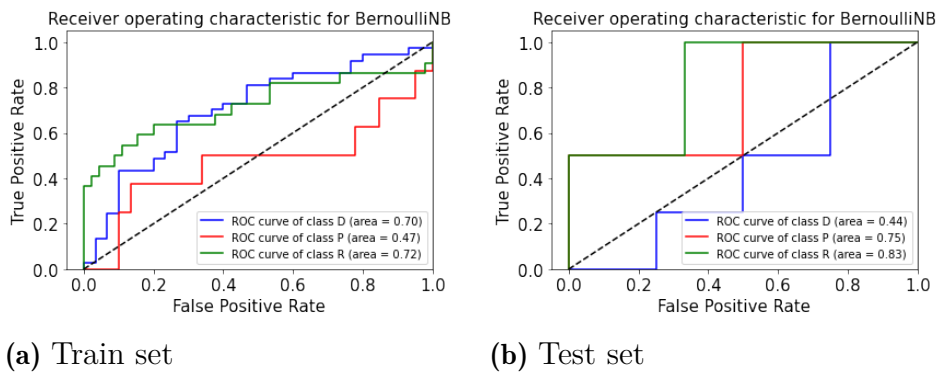 Receiver operating characteristic for BernoulliNB
1.0
0.8
0.6
0.4
0.2
0.0
True Positive Rate
ROC curve of class D (area = 0.70)
ROC curve of class P (area = 0.47)
ROC curve of class R (area = 0.72)
0.0 0.2 0.4 0.6 0.8 1.0
False Positive Rate
(a) Train set
Receiver operating characteristic for BernoulliNB
1.0
0.8
0.6
0.4
0.2
0.0
True Positive Rate
ROC curve of class D (area = 0.44)
ROC curve of class P (area = 0.75)
ROC curve of class R (area = 0.83)
0.0 0.2 0.4 0.6 0.8 1.0
False Positive Rate
(b) Test set